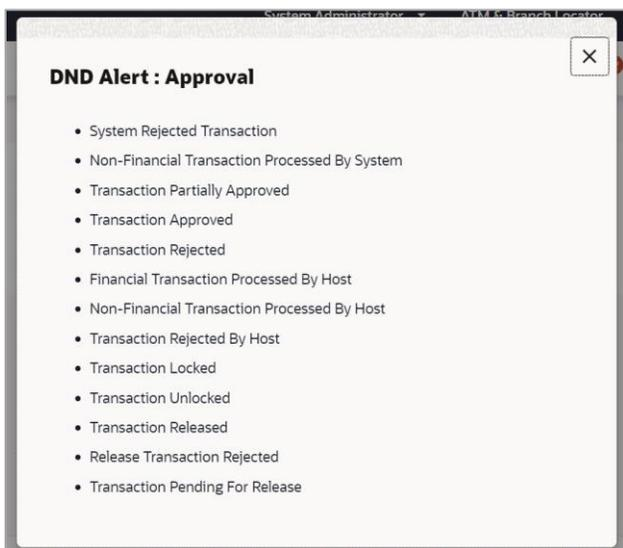 System Administrator ATM & Branch Locator
DND Alert : Approval
System Rejected Transaction
Non-Financial Transaction Processed By System
Transaction Partially Approved
Transaction Approved
Transaction Rejected
Financial Transaction Processed By Host
Non-Financial Transaction Processed By Host
Transaction Rejected By Host
Transaction Locked
Transaction Unlocked
Transaction Released
Release Transaction Rejected
Transaction Pending For Release